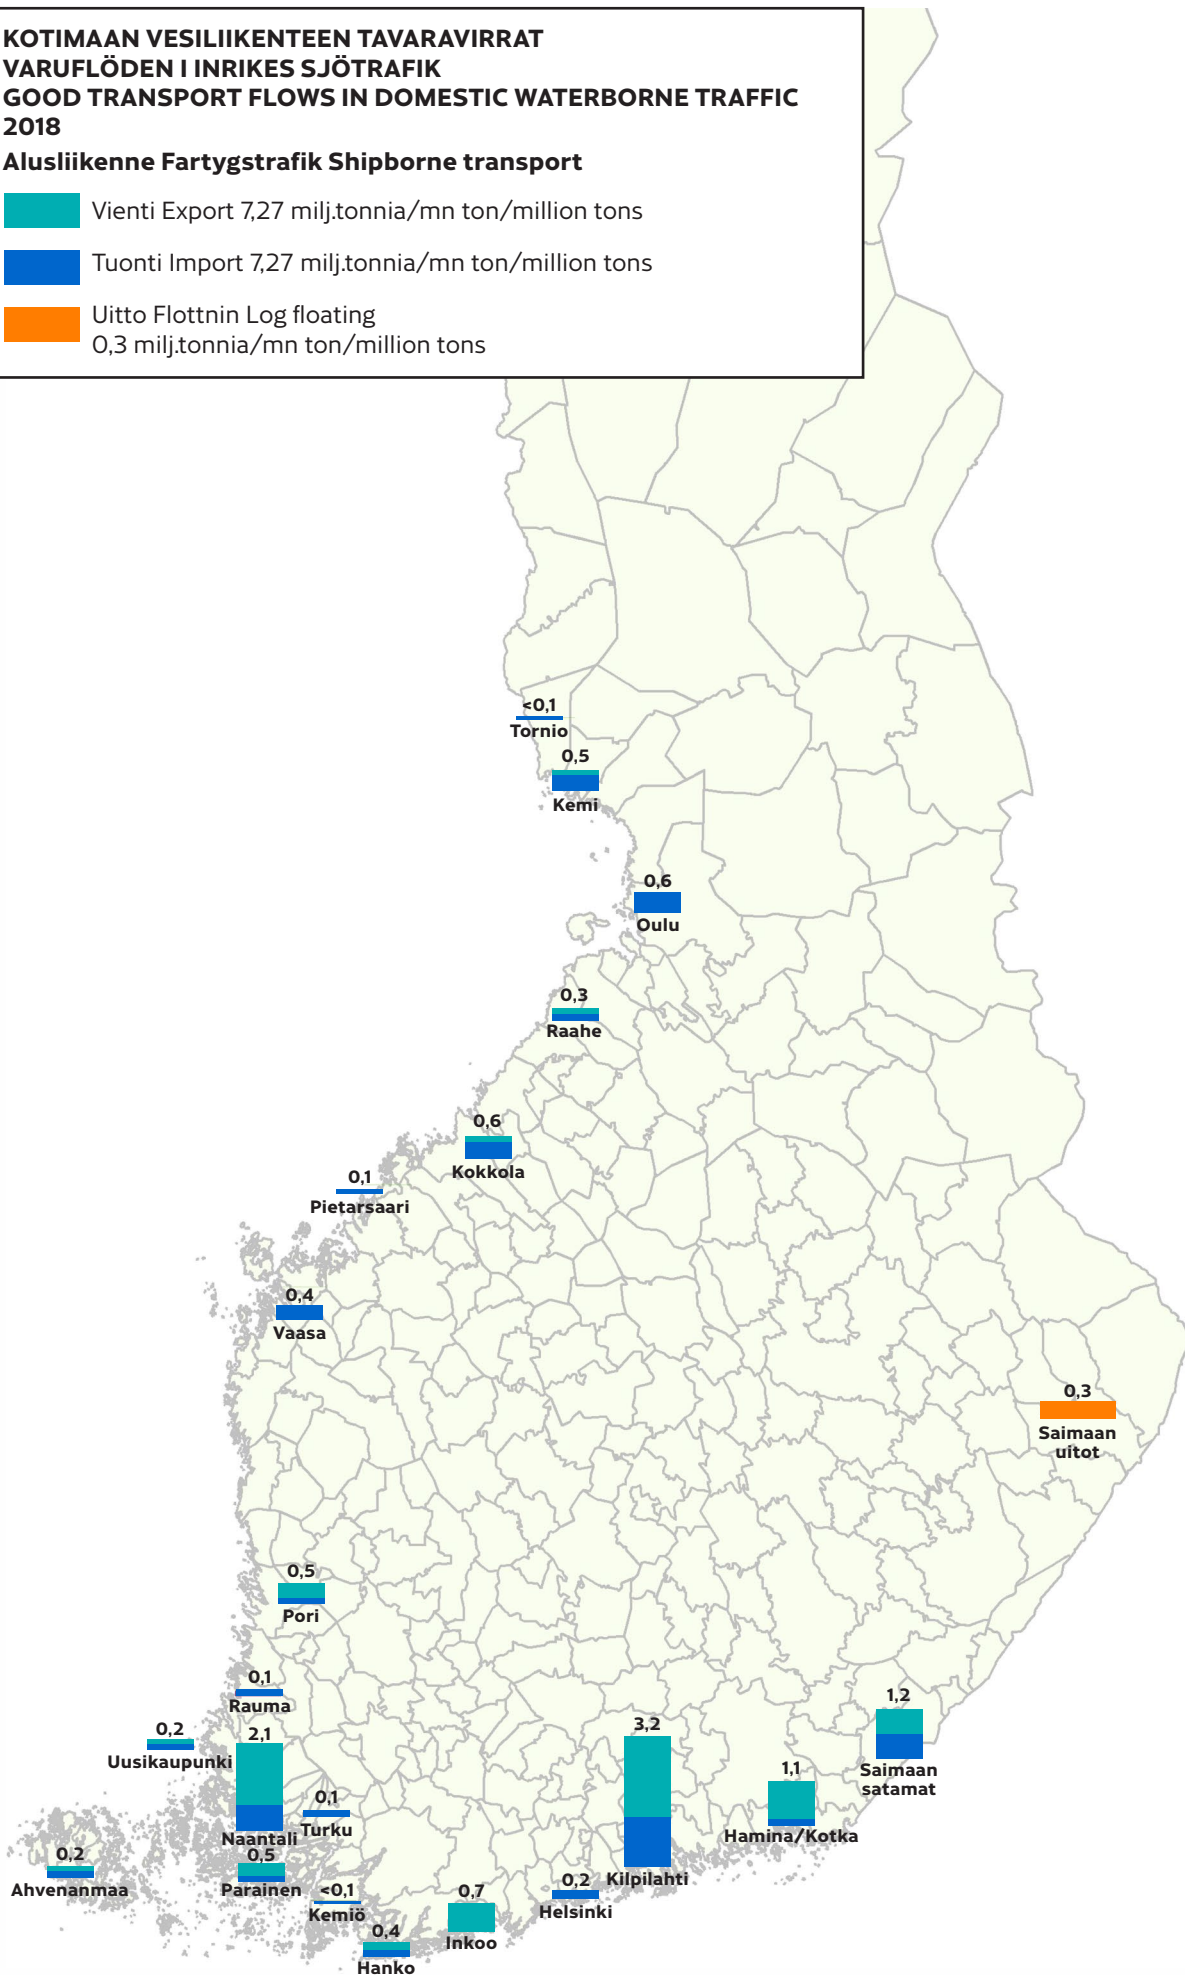 KOTIMAAN VESILIIKENTEEN TAVARAVIRRAT
VARUFLÖDEN I INRIKES SJÖTRAFIK
GOOD TRANSPORT FLOWS IN DOMESTIC WATERBORNE TRAFFIC
2018
Alusliikenne Fartygstrafik Shipborne transport
Vienti Export 7,27 milj.tonnia/mn ton/million tons
Tuonti Import 7,27 milj.tonnia/mn ton/million tons
Uitto Flottnin Log floating
0,3 milj.tonnia/mn ton/million tons
<0,1
Tornio
0,5
Kemi
0,6
Oulu
0,3
Raahe
0,6
Kokkola
0,1
Pietarsaari
0,4
Vaasa
0,3
Saimaan
uitot
0,5
Pori
0,1
Rauma
0,2
Uusikaupunki
2,1
Naantali
0,1
Turku
3,2
Kilpilahti
1,1
Hamina/Kotka
1,2
Saimaan
satamat
0,2
Ahvenanmaa
0,5
Parainen
<0,1
Kemiö
0,4
Hanko
0,7
Inkoo
0,2
Helsinki